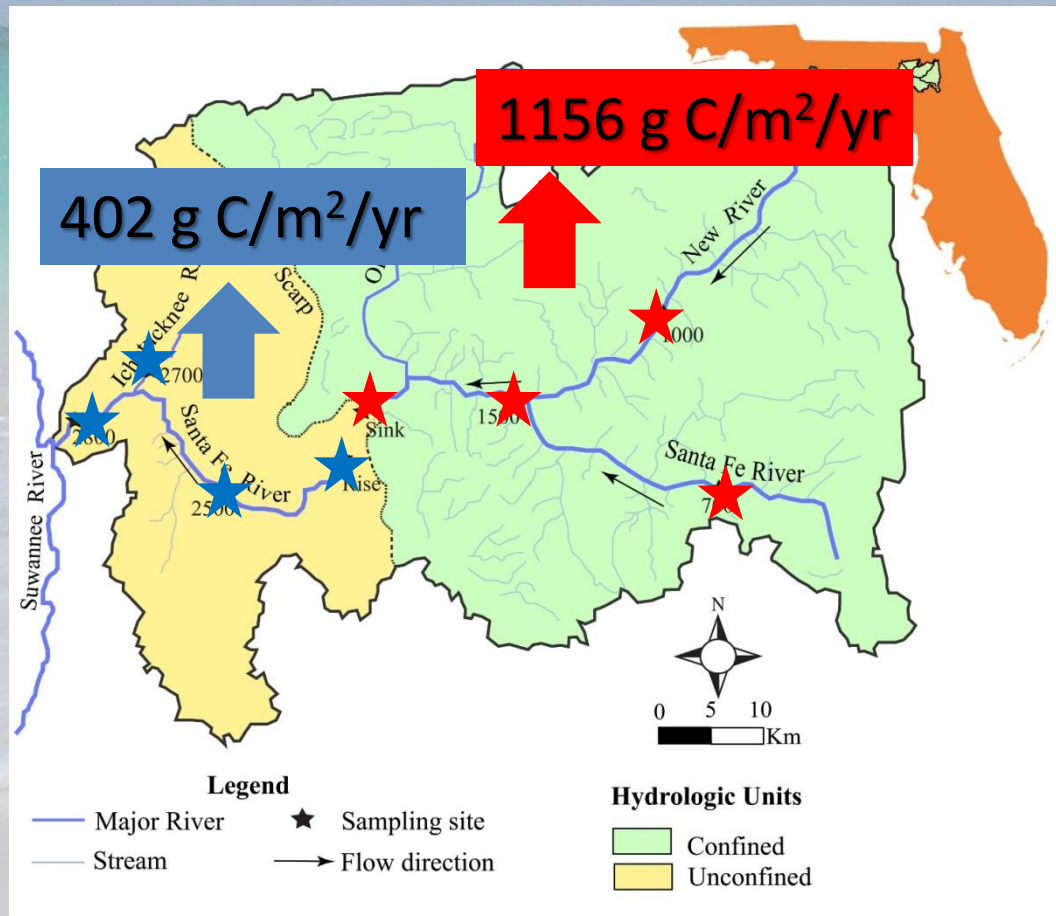 1156 g C/m²/yr
402 g C/m²/yr
New River
Scarp
1000
2700
Sink
1500
Santa Fe River
Santa Fe River
Rise
2500
2800
Suwannee River
N
0 5 10
Km
Legend
Major River
Sampling site
Stream
Flow direction
Hydrologic Units
Confined
Unconfined